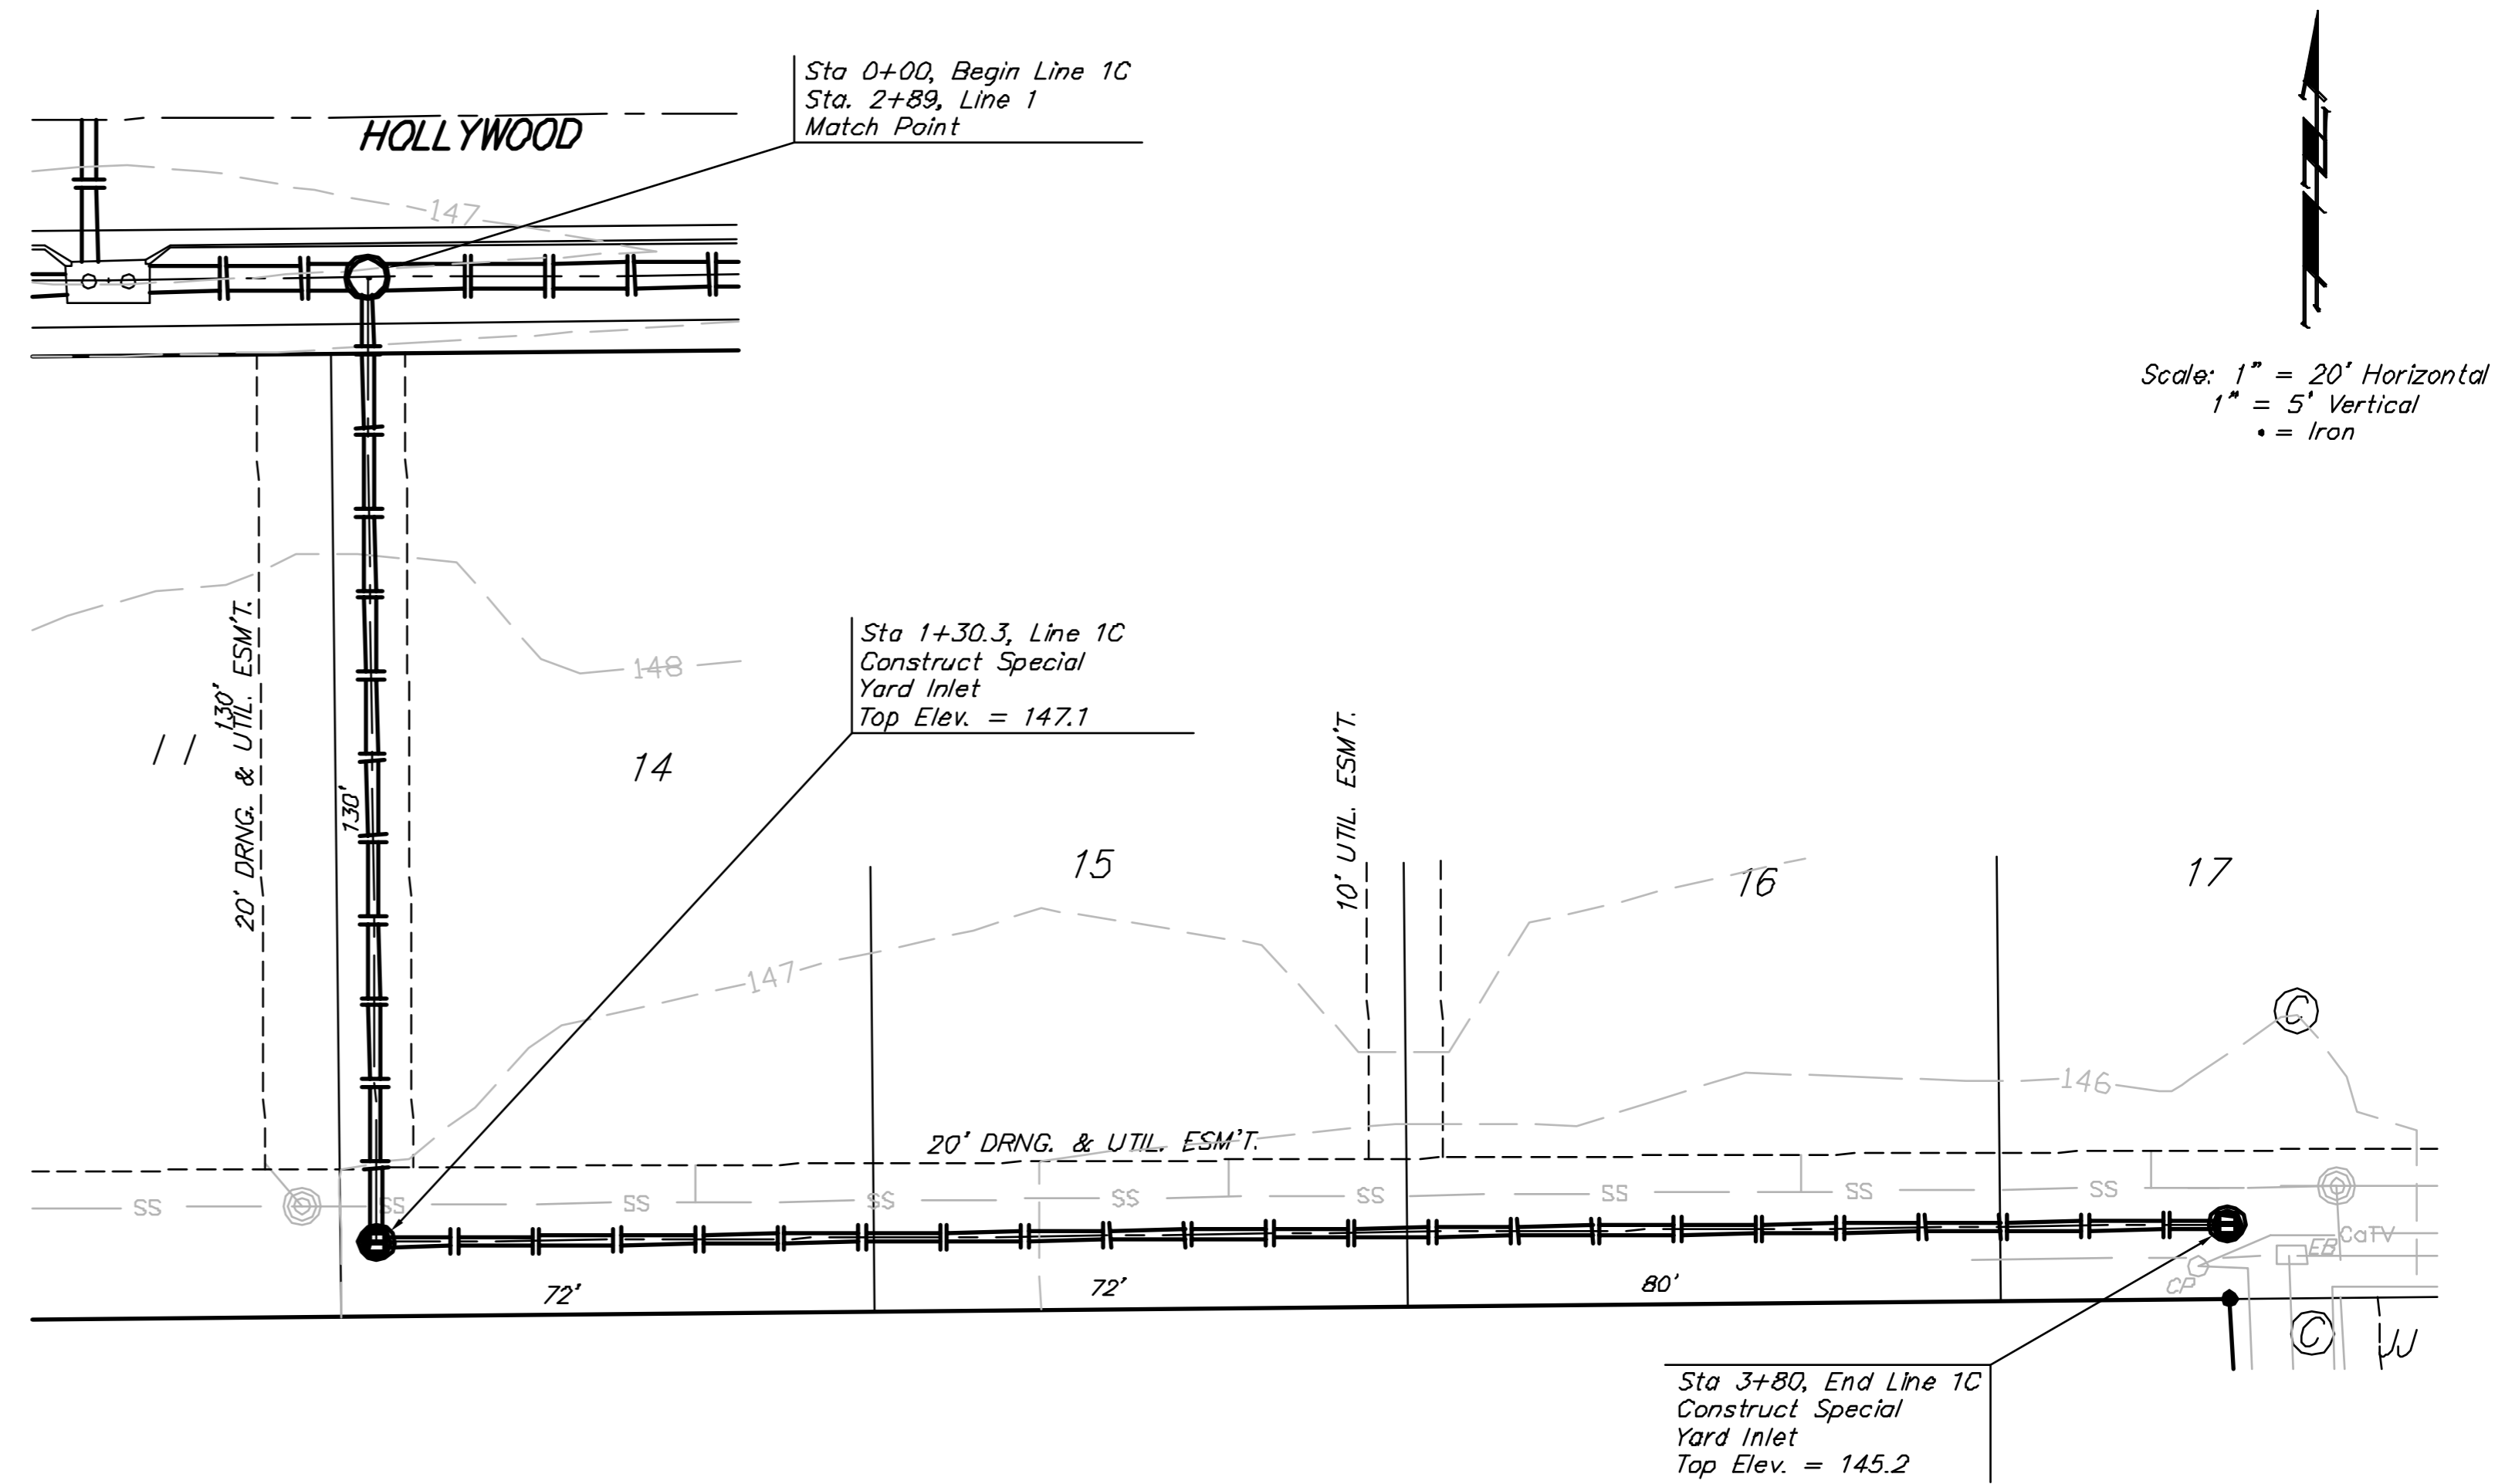 Sta 0+00, Begin Line 1C
Sta. 2+89, Line 1
Match Point
HOLLYWOOD
147
N
Scale: 1" = 20' Horizontal
1" = 5' Vertical
• = Iron
148
Sta 1+30.3, Line 1C
Construct Special
Yard Inlet
Top Elev. = 147.1
20' DRNG. & UTIL. ESM'T.
130'
130'
11
14
10' UTIL. ESM'T.
15
16
17
147
C
146
20' DRNG. & UTIL. ESM'T.
SS SS SS SS SS SS SS SS SS
EB
CaTV
CP
72'
72'
80'
C
Sta 3+80, End Line 1C
Construct Special
Yard Inlet
Top Elev. = 145.2